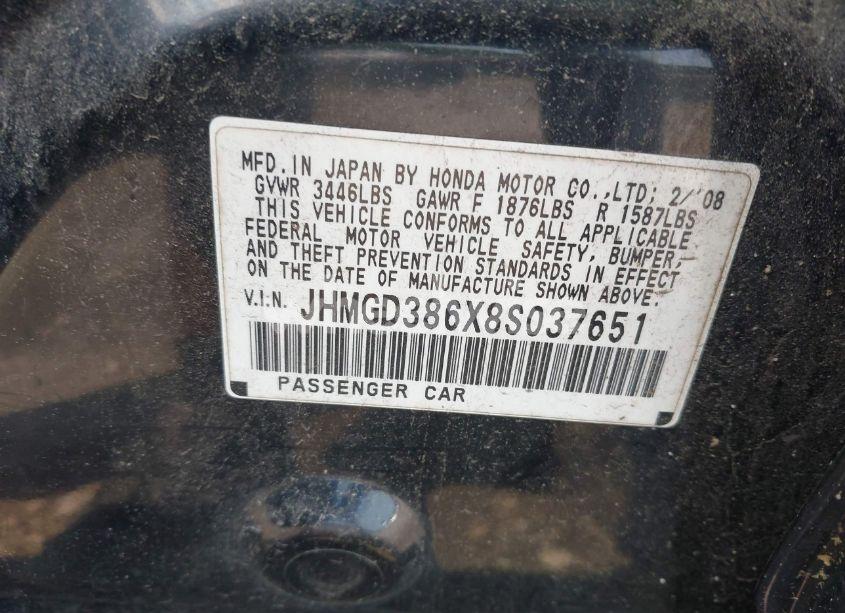 MFD. IN JAPAN BY HONDA MOTOR CO.,LTD; 2/'08
GVWR 3446LBS GAWR F 1876LBS R 1587LBS
THIS VEHICLE CONFORMS TO ALL APPLICABLE
FEDERAL MOTOR VEHICLE SAFETY, BUMPER,
AND THEFT PREVENTION STANDARDS IN EFFECT
ON THE DATE OF MANUFACTURE SHOWN ABOVE.
V.I.N. JHMGD386X8S037651
PASSENGER CAR